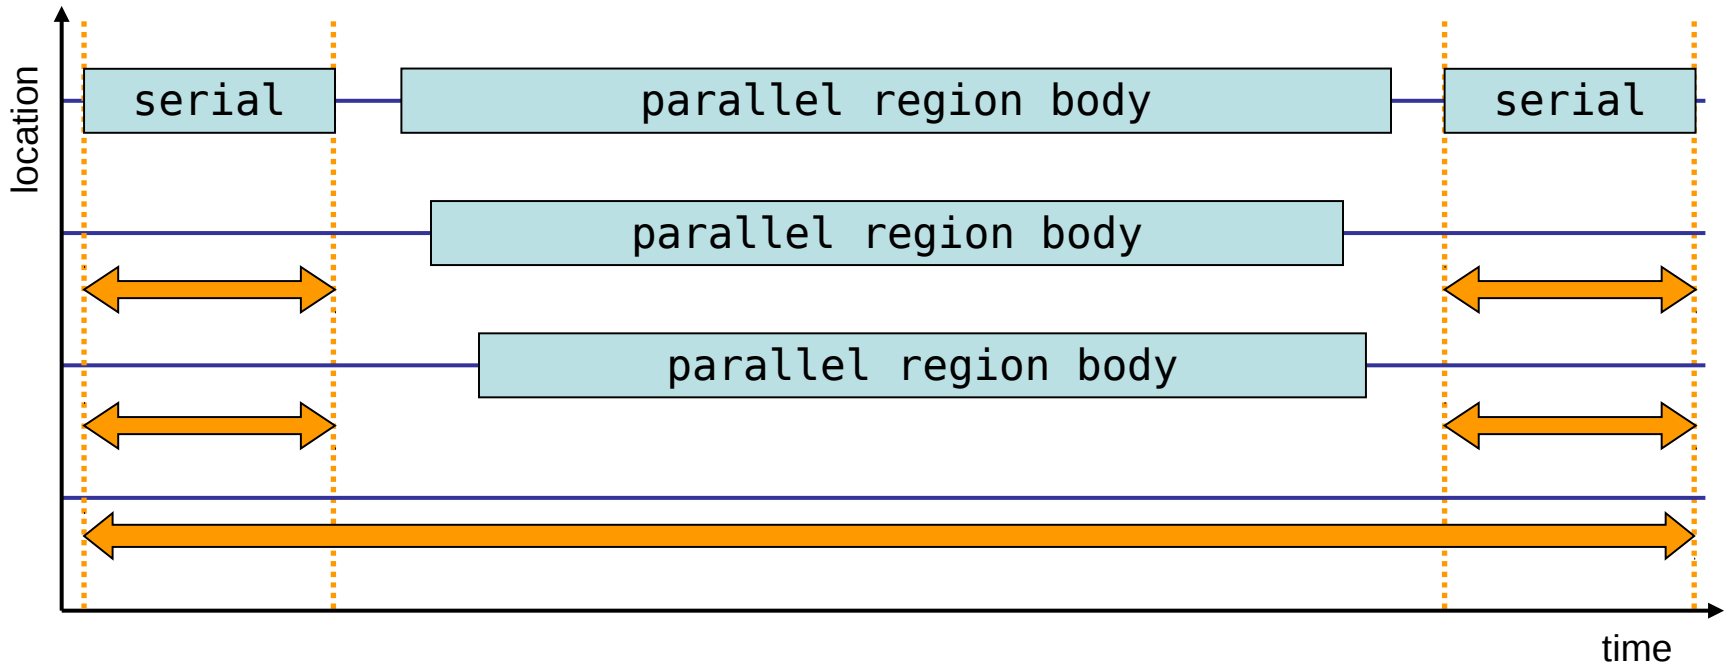 location
serial
parallel region body
serial
parallel region body
parallel region body
time